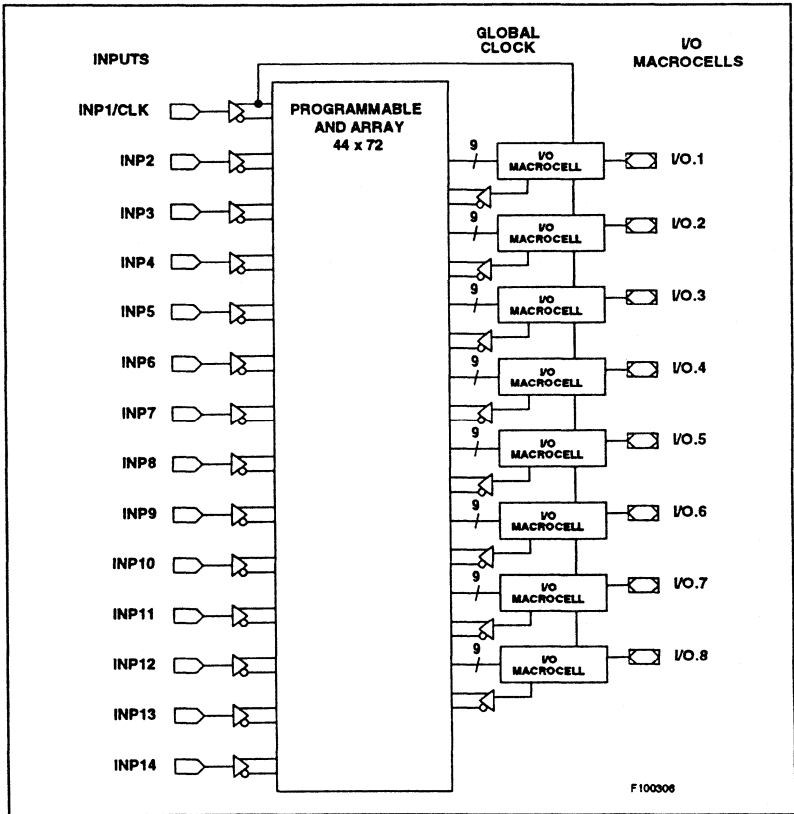 INPUTS
GLOBAL
CLOCK
I/O
MACROCELLS
INP1/CLK
INP2
INP3
INP4
INP5
INP6
INP7
INP8
INP9
INP10
INP11
INP12
INP13
INP14
PROGRAMMABLE
AND ARRAY
44 x 72
9
I/O
MACROCELL
I/O.1
9
I/O
MACROCELL
I/O.2
9
I/O
MACROCELL
I/O.3
9
I/O
MACROCELL
I/O.4
9
I/O
MACROCELL
I/O.5
9
I/O
MACROCELL
I/O.6
9
I/O
MACROCELL
I/O.7
9
I/O
MACROCELL
I/O.8
F100306